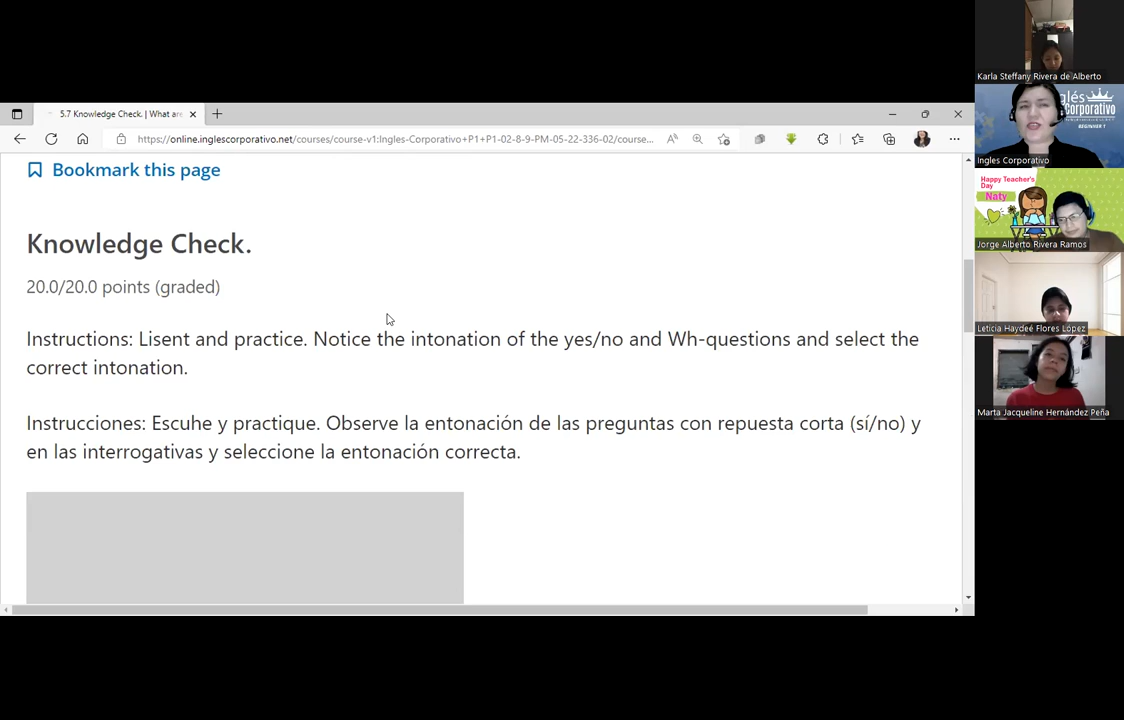 5.7 Knowledge Check. | What are
https://online.inglescorporativo.net/courses/course-v1:Ingles-Corporativo+P1+P1-02-8-9-PM-05-22-336-02/course...
Bookmark this page
Knowledge Check.
20.0/20.0 points (graded)
Instructions: Lisent and practice. Notice the intonation of the yes/no and Wh-questions and select the
correct intonation.
Instrucciones: Escuhe y practique. Observe la entonación de las preguntas con repuesta corta (sí/no) y
en las interrogativas y seleccione la entonación correcta.
Karla Steffany Rivera de Alberto
glés
Corporativo
BEGINNER 1
Ingles Corporativo
Happy Teacher's
Day
Naty
Jorge Alberto Rivera Ramos
Leticia Haydeé Flores López
Marta Jacqueline Hernández Peña